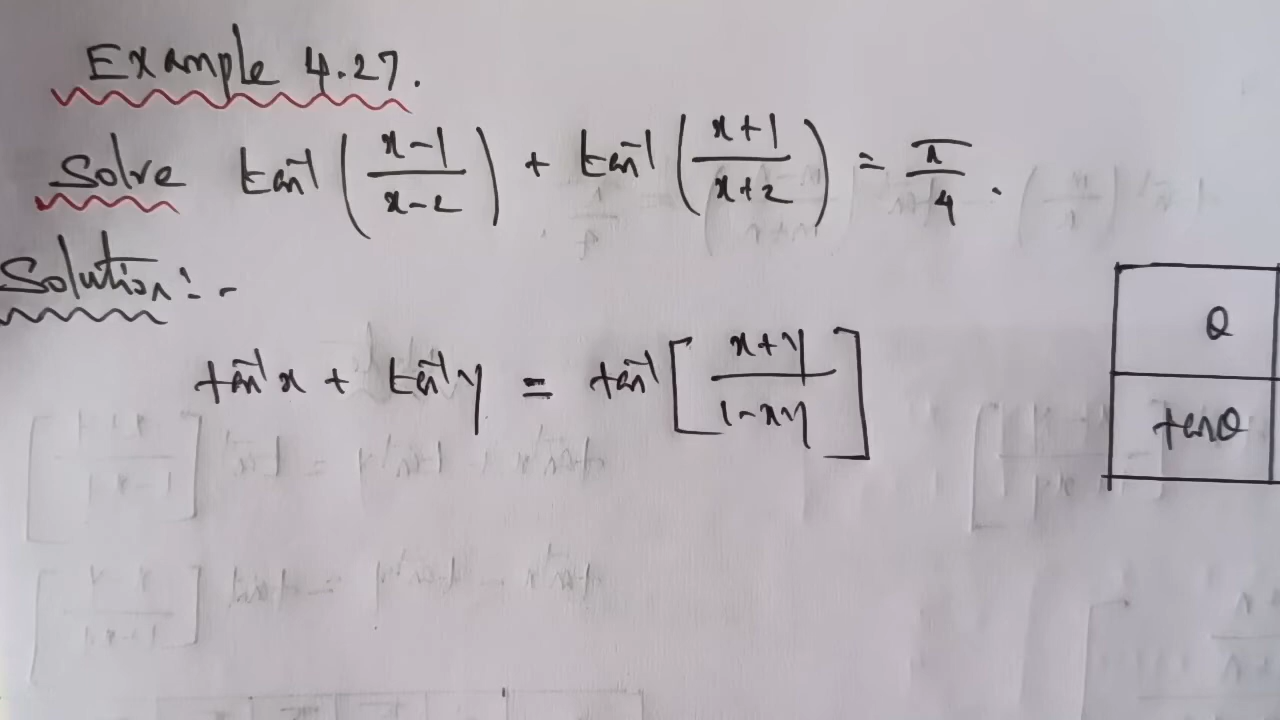 Example 4.27.
Solve tan⁻¹((x-1)/(x-2)) + tan⁻¹((x+1)/(x+2)) = π/4.
Solution:-
tan⁻¹x + tan⁻¹y = tan⁻¹[(x+y)/(1-xy)]
θ
tanθ